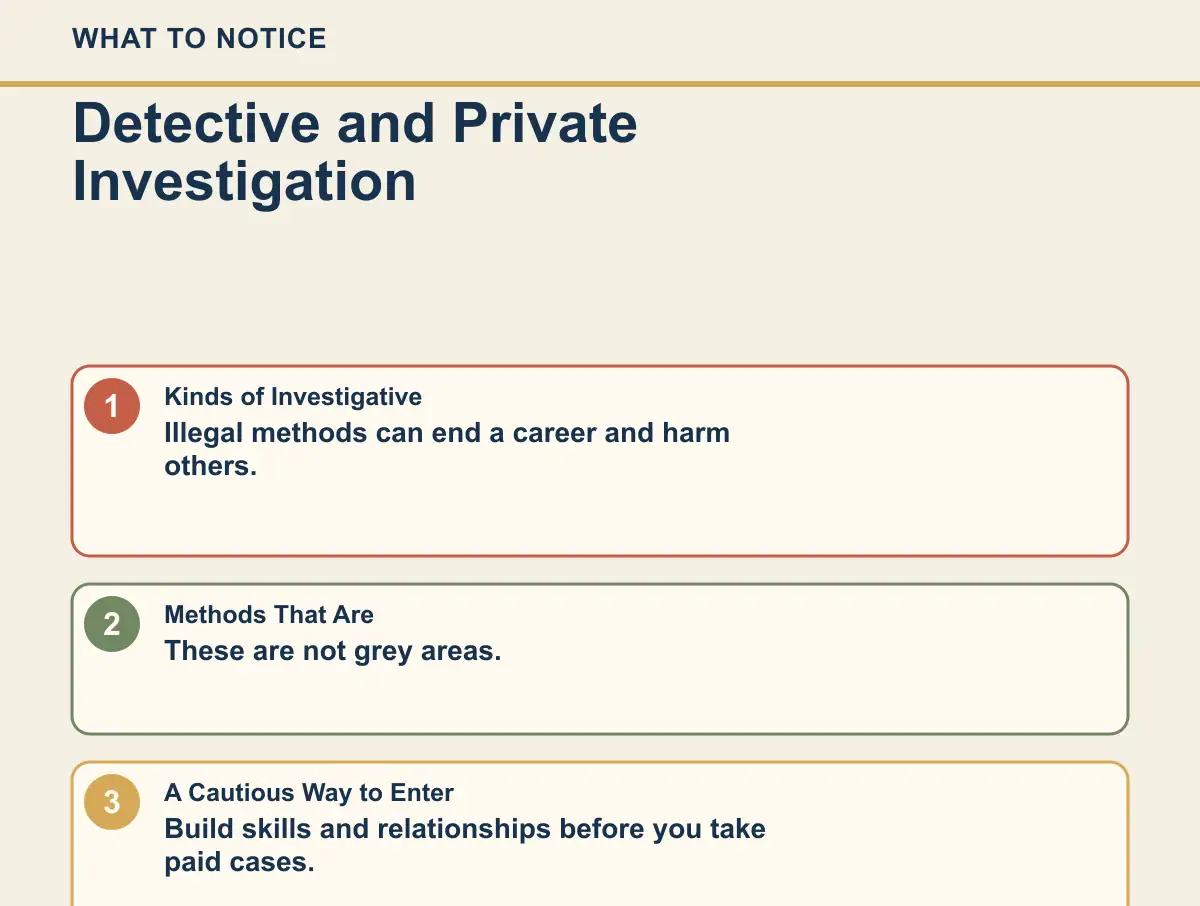 WHAT TO NOTICE
Detective and Private
Investigation
1
Kinds of Investigative
Illegal methods can end a career and harm
others.
2
Methods That Are
These are not grey areas.
3
A Cautious Way to Enter
Build skills and relationships before you take
paid cases.